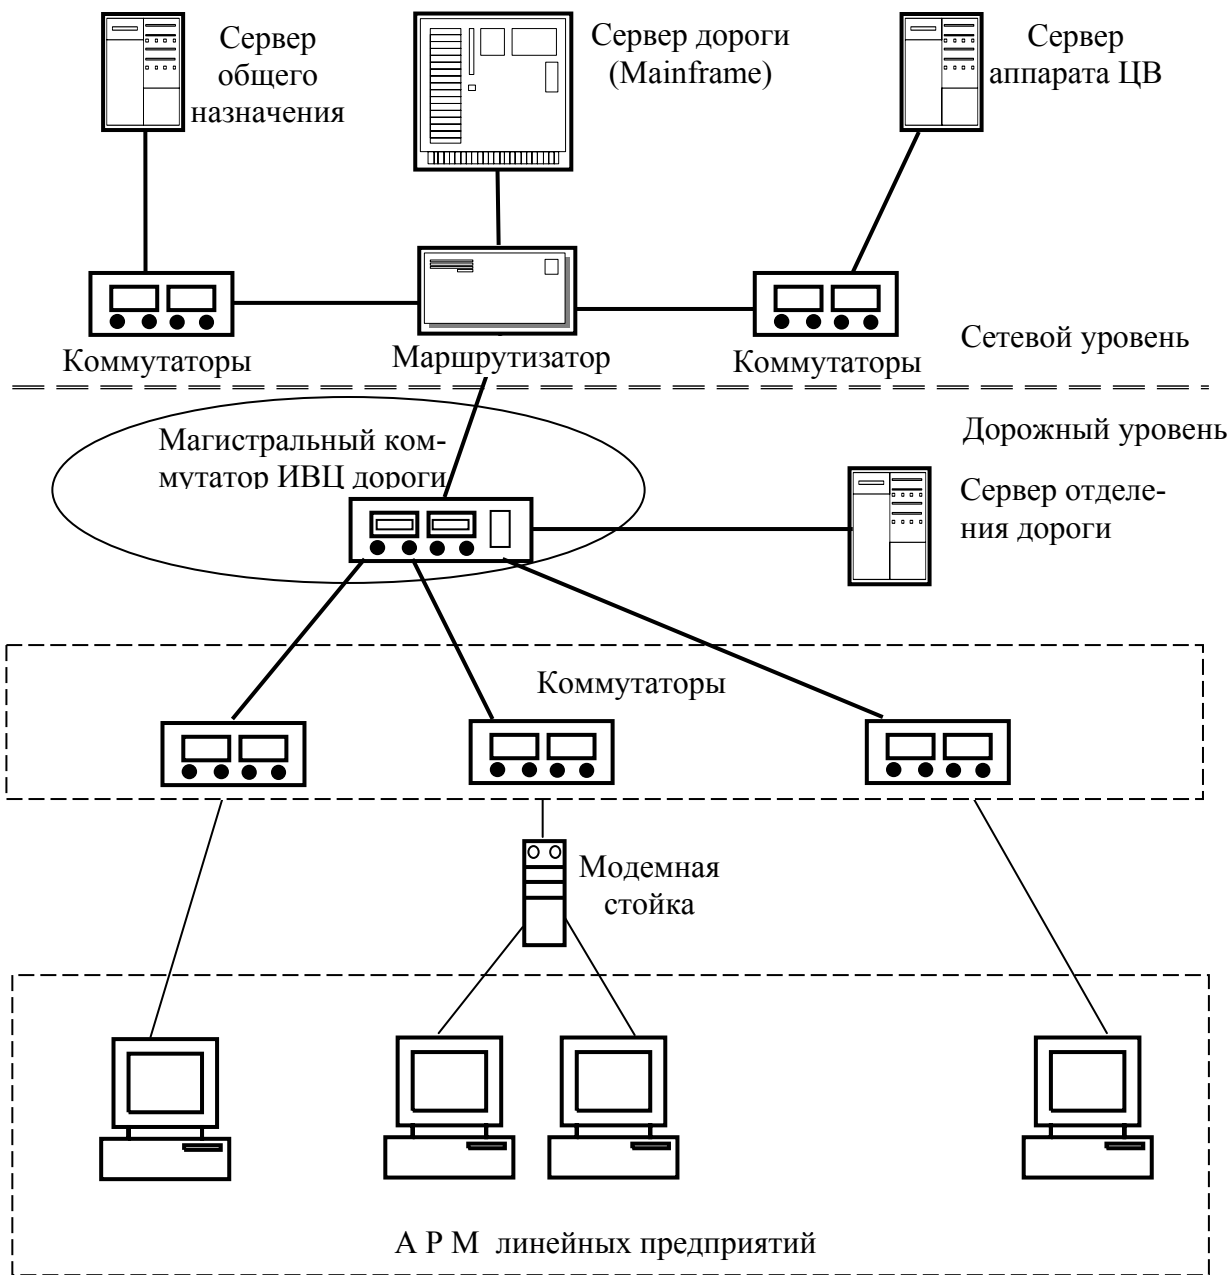 Сервер
общего
назначения
Сервер дороги
(Mainframe)
Сервер
аппарата ЦВ
Коммутаторы
Маршрутизатор
Коммутаторы
Сетевой уровень
Дорожный уровень
Магистральный ком-
мутатор ИВЦ дороги
Сервер отделе-
ния дороги
Коммутаторы
Модемная
стойка
А Р М линейных предприятий